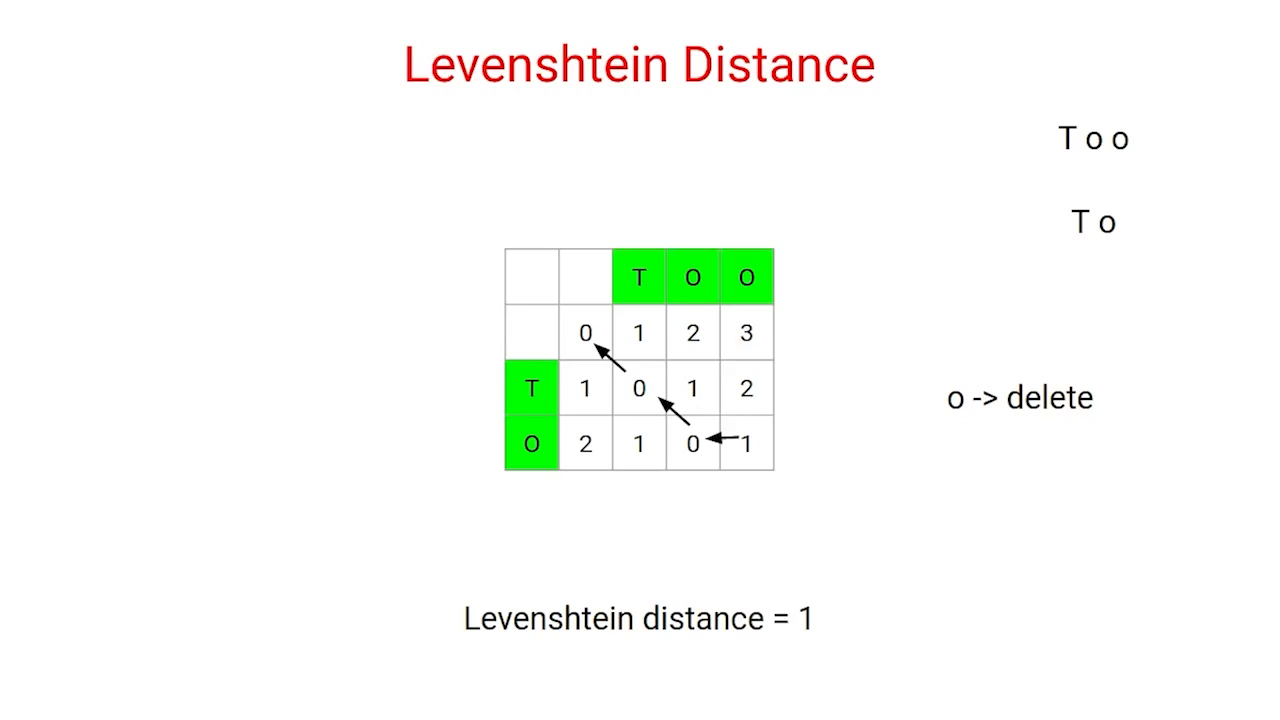 Levenshtein Distance
T o o
T o
T O O
0 1 2 3
T 1 0 1 2
o -> delete
O 2 1 0 1
Levenshtein distance = 1